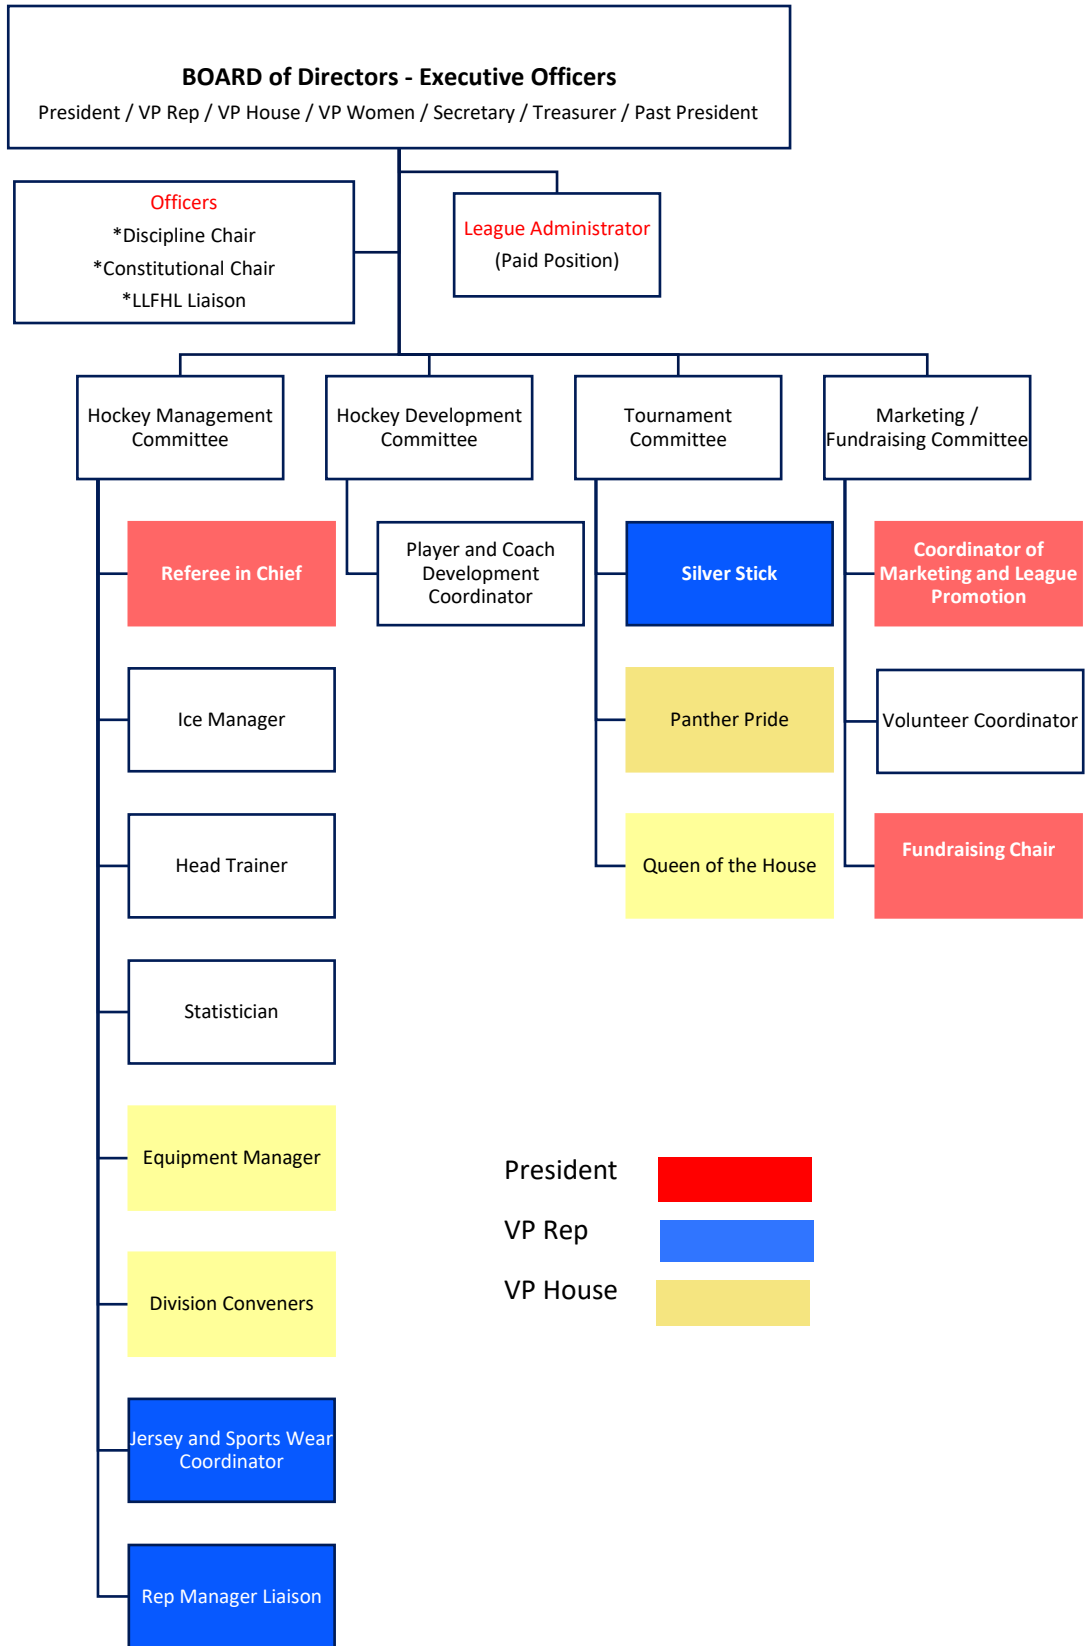 BOARD of Directors - Executive Officers
President / VP Rep / VP House / VP Women / Secretary / Treasurer / Past President
Officers
*Discipline Chair
*Constitutional Chair
*LLFHL Liaison
League Administrator
(Paid Position)
Hockey Management
Committee
Hockey Development
Committee
Tournament
Committee
Marketing /
Fundraising Committee
Referee in Chief
Player and Coach
Development
Coordinator
Silver Stick
Coordinator of
Marketing and League
Promotion
Ice Manager
Panther Pride
Volunteer Coordinator
Head Trainer
Queen of the House
Fundraising Chair
Statistician
Equipment Manager
Division Conveners
Jersey and Sports Wear
Coordinator
Rep Manager Liaison
President
VP Rep
VP House